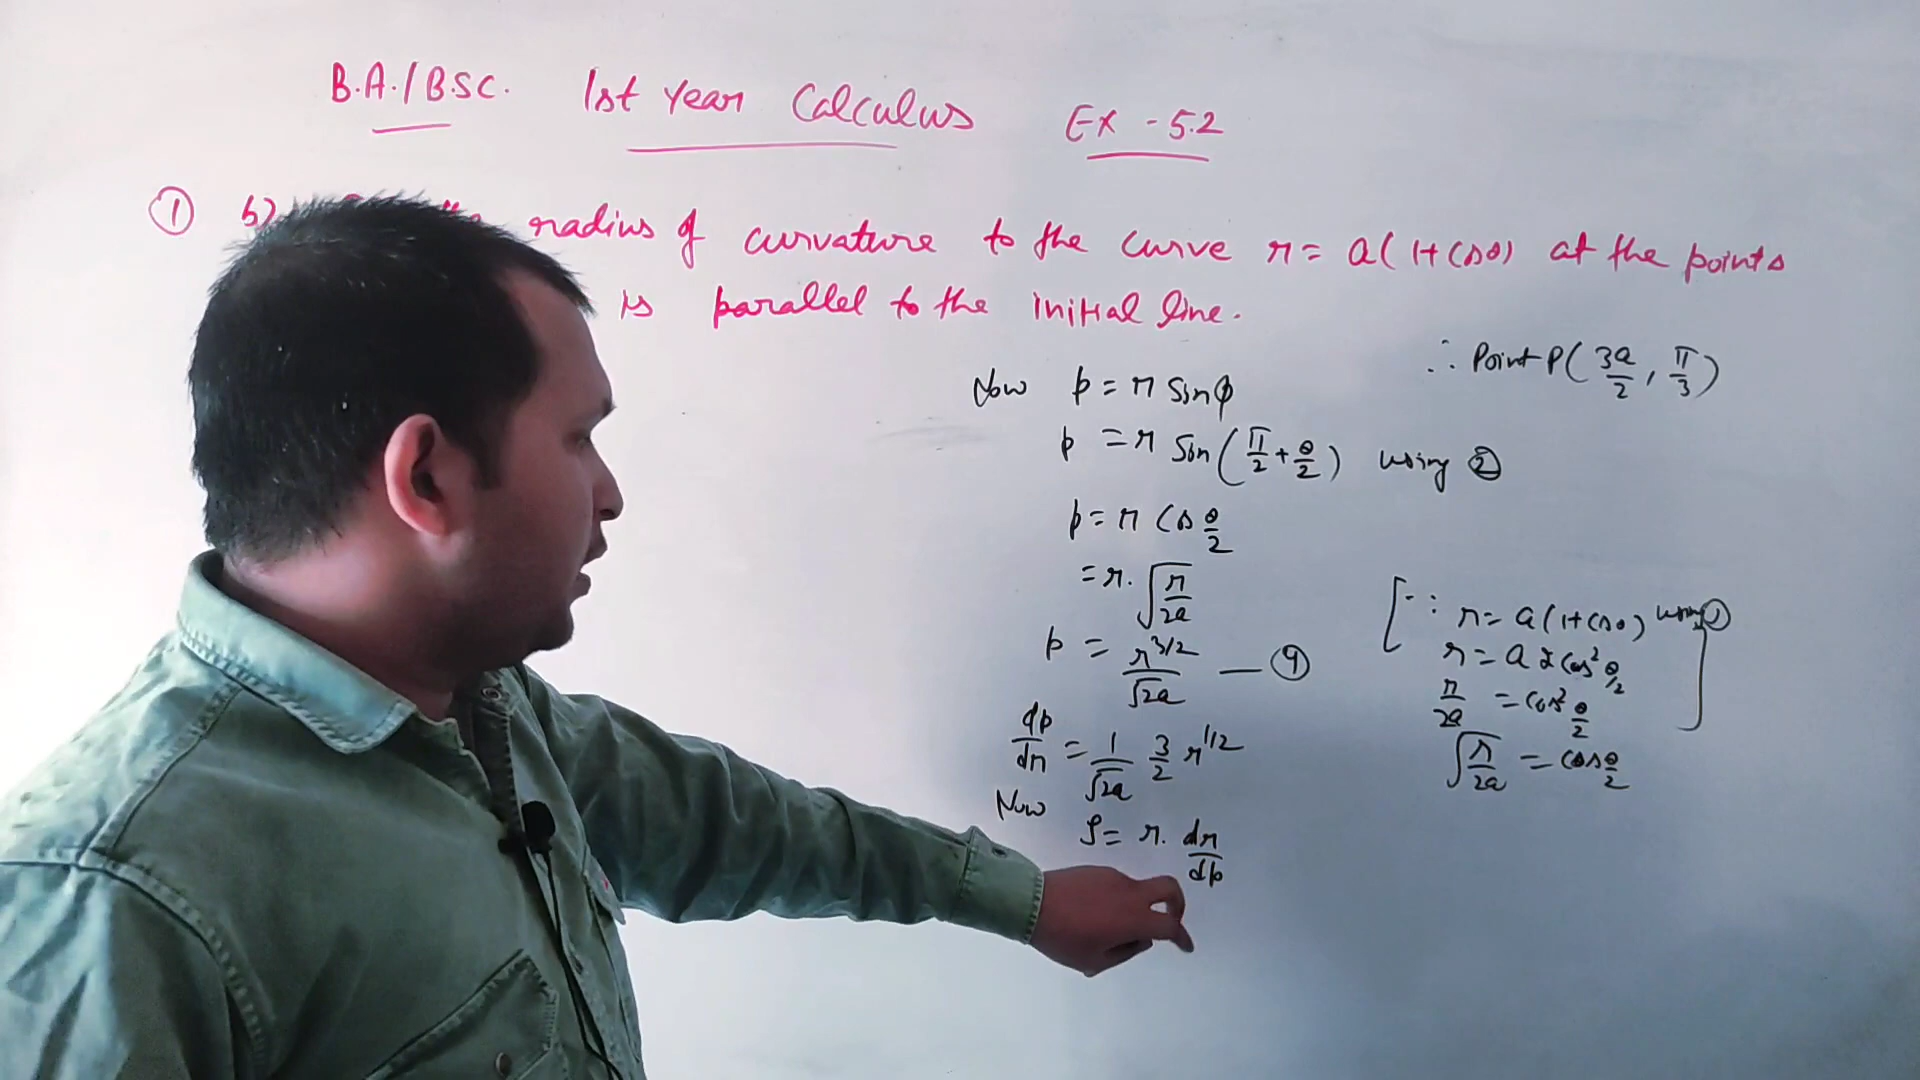 B.A./B.SC. 1st Year Calculus Ex - 5.2
① b) radius of curvature to the curve r = a(1+cosθ) at the points
is parallel to the initial line.
∴ Point P(3a/2, π/3)
Now p = r sinϕ
p = r sin(π/2 + θ/2) using ②
p = r cos θ/2
= r. √(r/2a)
p = r^3/2 / √2a — ④
dp/dr = 1/√2a 3/2 r^1/2
Now
ρ = r. dr/dp
[∵ r = a(1+cosθ) using ①
r = a 2cos² θ/2
r/2a = cos² θ/2 ]
√(r/2a) = cos θ/2